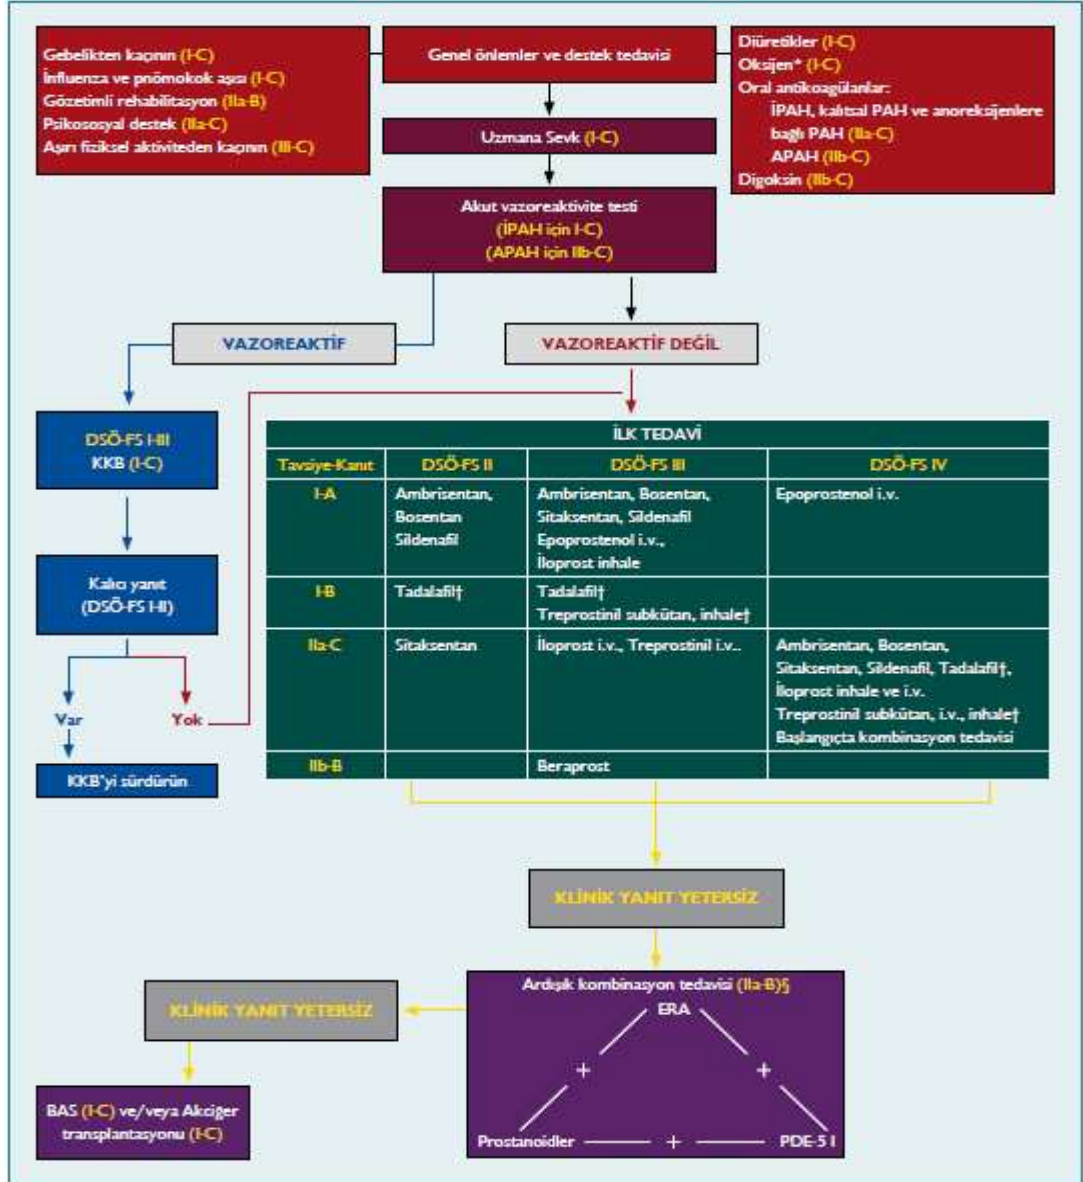 Gebelikten kaçının (I-C)
İnfluenza ve pnömokok aşısı (I-C)
Gözetimli rehabilitasyon (IIa-B)
Psikososyal destek (IIa-C)
Aşırı fiziksel aktiviteden kaçının (III-C)
Genel önlemler ve destek tedavisi
Diüretikler (I-C)
Oksijen* (I-C)
Oral antikoagülanlar:
İPAH, kalıtsal PAH ve anoreksijenlere
bağlı PAH (IIa-C)
APAH (IIb-C)
Digoksin (IIb-C)
Uzmana Sevk (I-C)
Akut vazoreaktivite testi
(İPAH için I-C)
(APAH için IIb-C)
VAZOREAKTİF
VAZOREAKTİF DEĞİL
DSÖ-FS I-III
KKB (I-C)
Kalıcı yanıt
(DSÖ-FS I-II)
Var
Yok
KKB'yi sürdürün
İLK TEDAVİ
Tavsiye-Kanıt DSÖ-FS II DSÖ-FS III DSÖ-FS IV
I-A Ambrisentan, Ambrisentan, Bosentan, Epoprostenol i.v.
Bosentan Sitaksentan, Sildenafil
Sildenafil Epoprostenol i.v.,
İloprost inhale
I-B Tadalafil† Tadalafil†
Treprostinil subkütan, inhale†
IIa-C Sitaksentan İloprost i.v., Treprostinil i.v.. Ambrisentan, Bosentan,
Sitaksentan, Sildenafil, Tadalafil†,
İloprost inhale ve i.v.
Treprostinil subkütan, i.v., inhale†
Başlangıçta kombinasyon tedavisi
IIb-B Beraprost
KLİNİK YANIT YETERSİZ
Ardışık kombinasyon tedavisi (IIa-B)§
ERA
+
+
Prostanoidler + PDE-5 I
KLİNİK YANIT YETERSİZ
BAS (I-C) ve/veya Akciger
transplantasyonu (I-C)